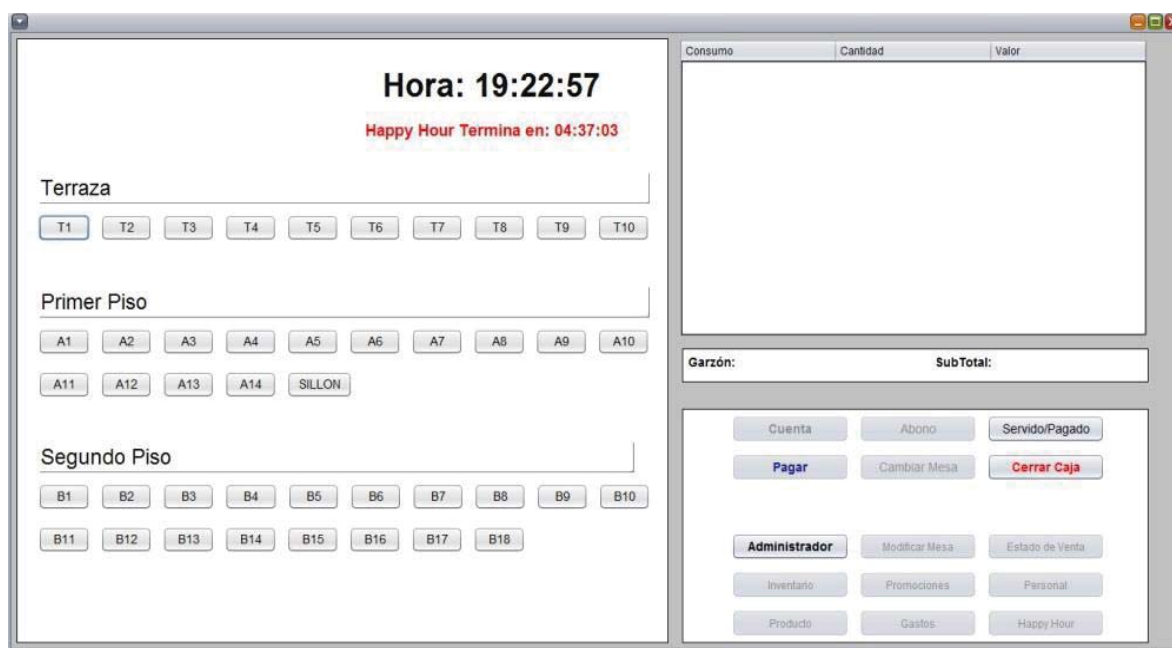 Hora: 19:22:57
Happy Hour Termina en: 04:37:03
Terraza
T1 T2 T3 T4 T5 T6 T7 T8 T9 T10
Primer Piso
A1 A2 A3 A4 A5 A6 A7 A8 A9 A10
A11 A12 A13 A14 SILLON
Segundo Piso
B1 B2 B3 B4 B5 B6 B7 B8 B9 B10
B11 B12 B13 B14 B15 B16 B17 B18
Consumo Cantidad Valor
Garzón: SubTotal:
Cuenta Abono Servido/Pagado
Pagar Cambiar Mesa Cerrar Caja
Administrador Modificar Mesa Estado de Venta
Inventario Promociones Personal
Producto Gastos Happy Hour